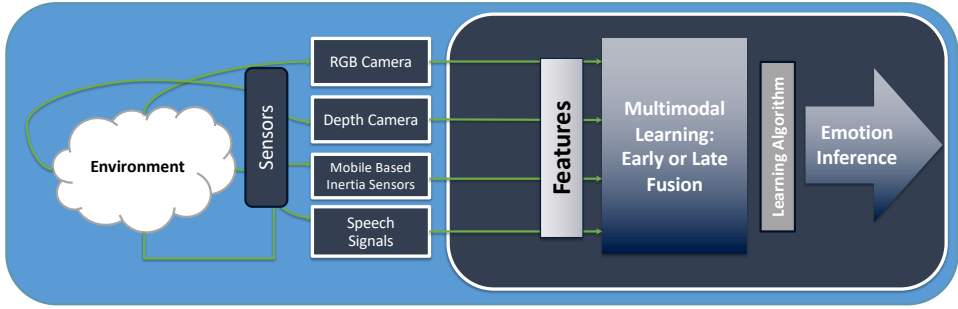 Environment
Sensors
RGB Camera
Depth Camera
Mobile Based
Inertia Sensors
Speech
Signals
Features
Multimodal
Learning:
Early or Late
Fusion
Learning Algorithm
Emotion
Inference